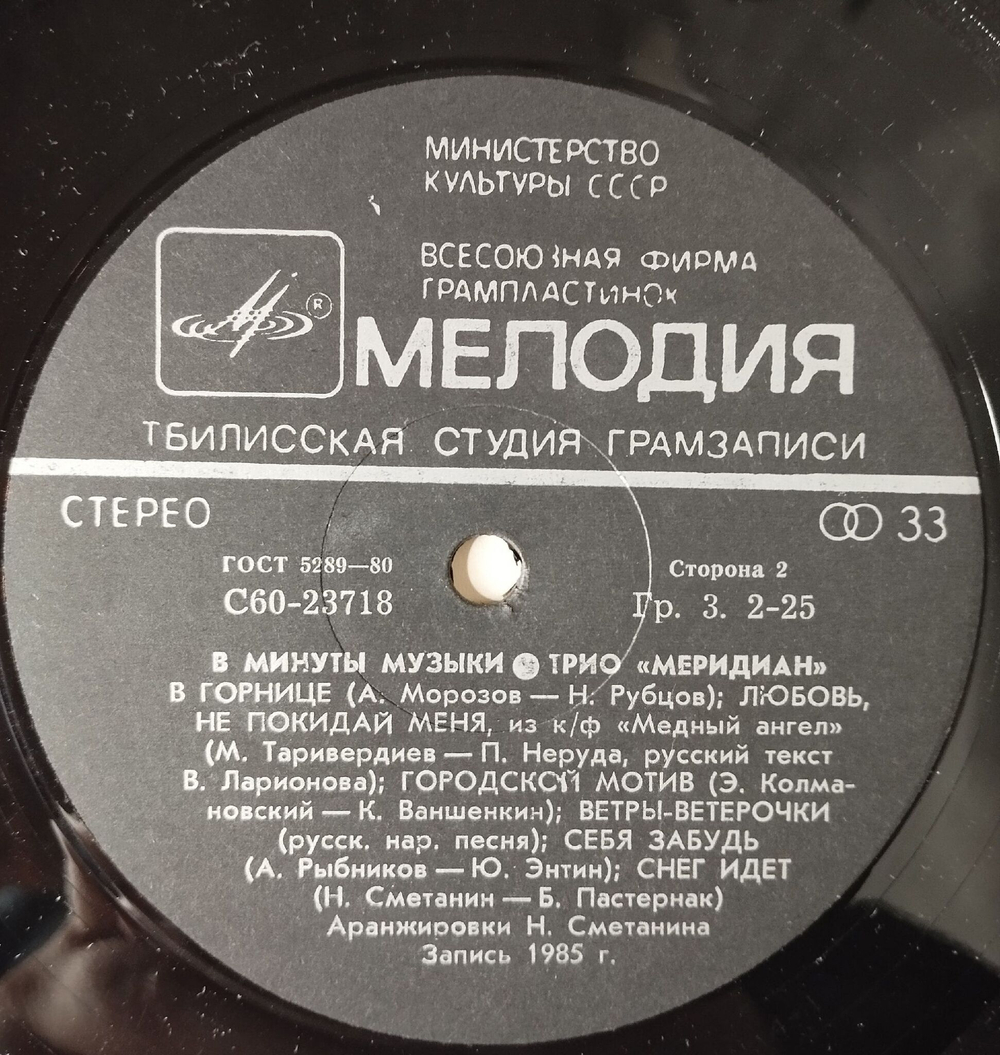 МИНИСТЕРСТВО
КУЛЬТУРЫ СССР
ВСЕСОЮЗНАЯ ФИРМА
ГРАМПЛАСТИНОК
®
МЕЛОДИЯ
ТБИЛИССКАЯ СТУДИЯ ГРАМЗАПИСИ
СТЕРЕО
33
ГОСТ 5289—80
С60-23718
Сторона 2
Гр. 3. 2-25
В МИНУТЫ МУЗЫКИ ТРИО «МЕРИДИАН»
В ГОРНИЦЕ (А. Морозов — Н. Рубцов); ЛЮБОВЬ,
НЕ ПОКИДАЙ МЕНЯ, из к/ф «Медный ангел»
(М. Таривердиев — П. Неруда, русский текст
В. Ларионова); ГОРОДСКОЙ МОТИВ (Э. Колма-
новский — К. Ваншенкин); ВЕТРЫ-ВЕТЕРОЧКИ
(русск. нар. песня); СЕБЯ ЗАБУДЬ
(А. Рыбников — Ю. Энтин); СНЕГ ИДЕТ
(Н. Сметанин — Б. Пастернак)
Аранжировки Н. Сметанина
Запись 1985 г.